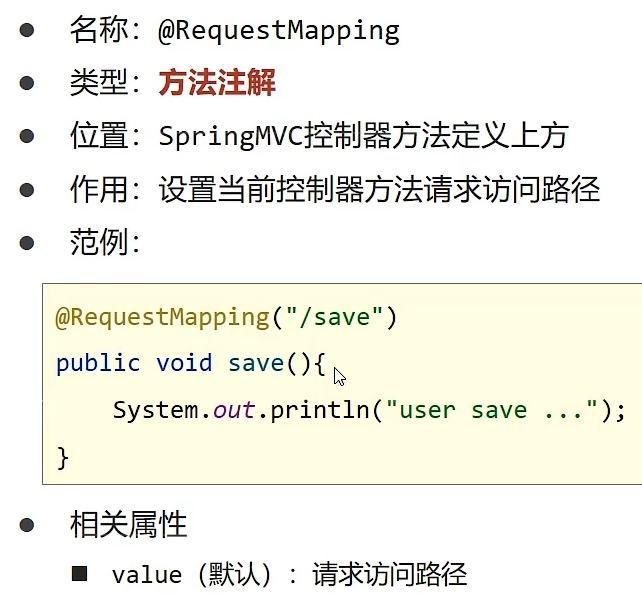 ● 名称：@RequestMapping
● 类型：方法注解
● 位置：SpringMVC控制器方法定义上方
● 作用：设置当前控制器方法请求访问路径
● 范例：
@RequestMapping("/save")
public void save(){
    System.out.println("user save ...");
}
● 相关属性
■ value（默认）：请求访问路径